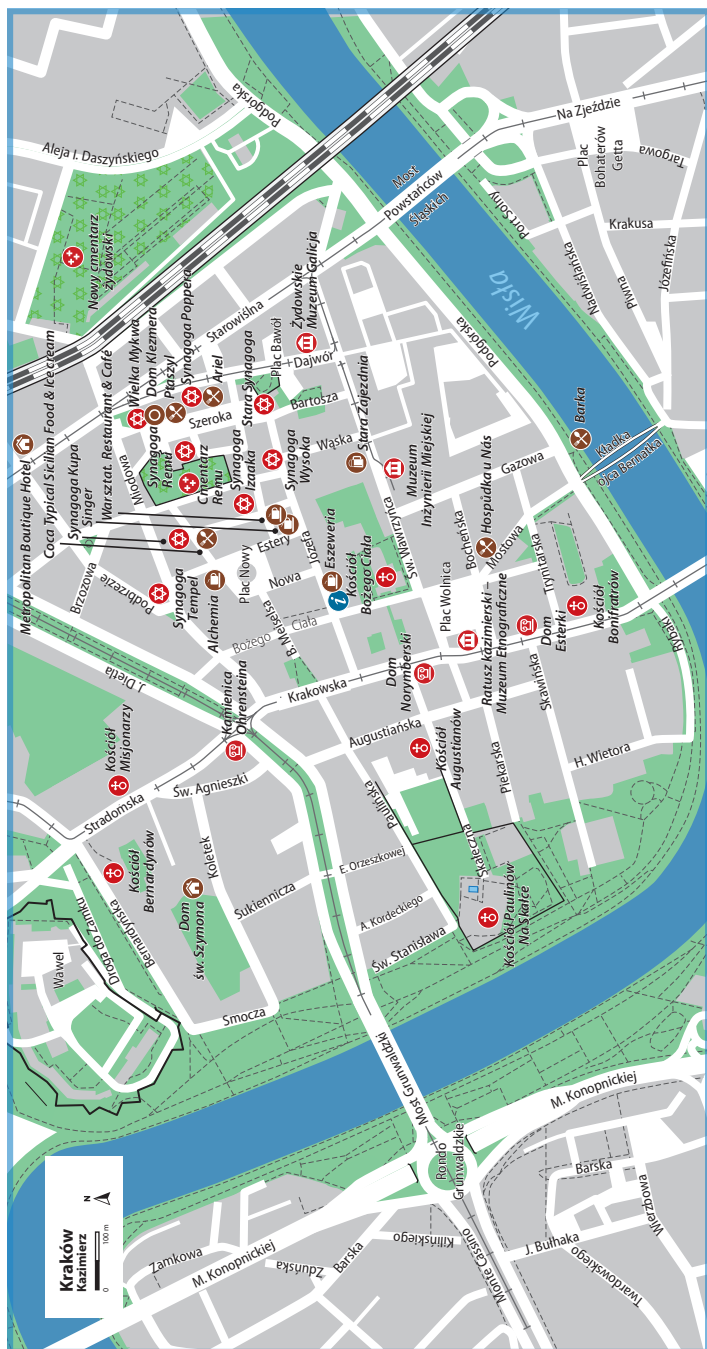 Kraków
Kazimierz
0
100 m
N
Wawel
Droga do Zamku
Bernardyńska
Smocza
Kościół
Bernardynów
Dom
św. Szymona
Koletek
Sukiennicza
Stradomska
Kościół
Misjonarzy
Św. Agnieszki
J. Dietla
Kamienica
Ohrensteina
Krakowska
Augustiańska
Paulińska
E. Orzeszkowej
A. Kordeckiego
Św. Stanisława
Skałeczna
Kościół Paulinów
Na Skałce
Kościół
Augustianów
Piekarska
Skawińska
H. Wietora
Dom
Norymberski
Plac Wolnica
Ratusz kazimierski –
Muzeum Etnograficzne
Dom
Esterki
Kościół
Bonifratrów
Trynitarska
Rybaki
Mostowa
Bocheńska
Hospúdka u Nás
Gazowa
Muzeum
Inżynierii Miejskiej
Stara Zajezdnia
Św. Wawrzyńca
Kościół
Bożego Ciała
Eszeweria
Józefa
Nowa
Plac Nowy
Estery
B. Meiselsa
Bożego Ciała
Alchemia
Synagoga
Tempel
Podbrzezie
Brzozowa
Miodowa
Metropolitan Boutique Hotel
Coca Typical Sicilian Food & Ice cream
Synagoga Kupa
Singer
Warsztat. Restaurant & Café
Wielka Mykwa
Dom Klezmera
Ptaszyl
Synagoga Poppera
Ariel
Synagoga
Remu
Cmentarz
Remu
Synagoga
Izaaka
Synagoga
Wysoka
Stara Synagoga
Szeroka
Wąska
Bartosza
Plac Bawół
Dajwór
Żydowskie
Muzeum Galicja
Starowiślna
Nowy cmentarz
żydowski
Aleja I. Daszyńskiego
Podgórska
Podgórska
Most
Powstańców
Śląskich
Wisła
Na Zjeździe
Plac
Bohaterów
Getta
Targowa
Port Solny
Nadwiślańska
Krakusa
Piwna
Józefińska
Barka
Kładka
ojca Bernatka
Most Grunwaldzki
Rondo
Grunwaldzkie
M. Konopnickiej
M. Konopnickiej
Zamkowa
Zduńska
Barska
Kilińskiego
Monte Cassino
J. Bułhaka
Twardowskiego
Barska
Wierzbowa